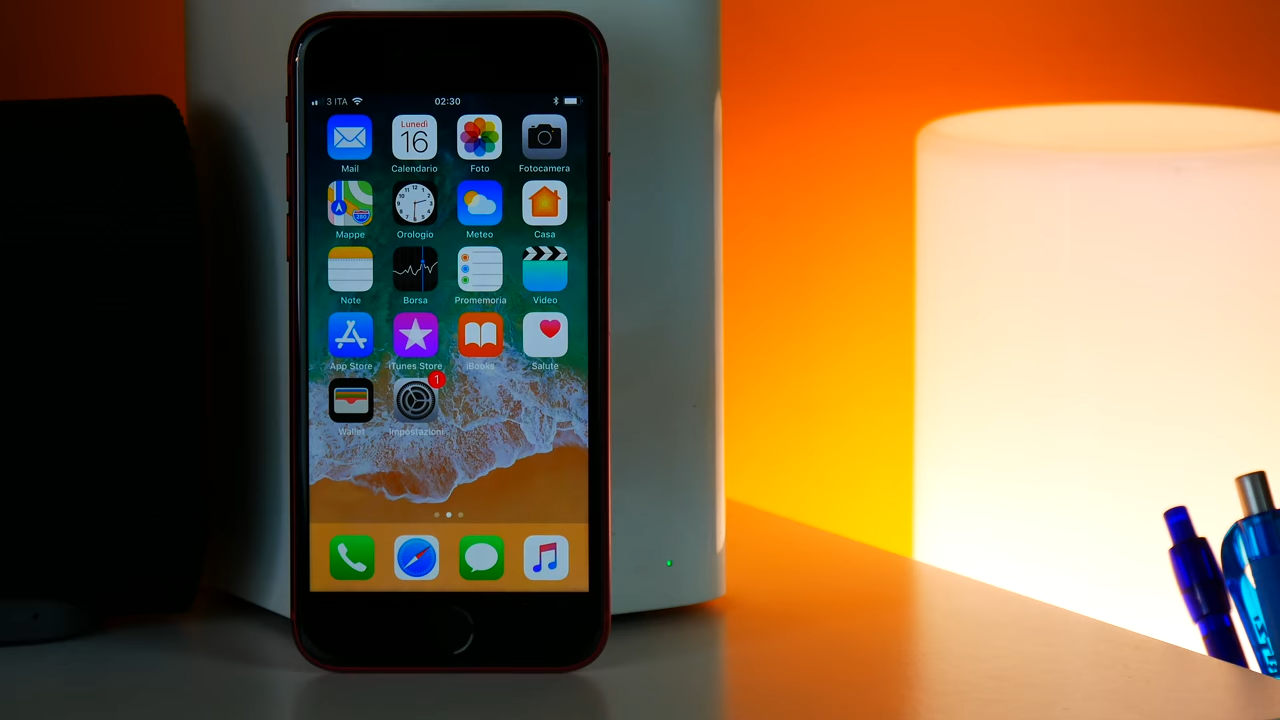 3 ITA 02:30
Lunedì
16
Mail Calendario Foto Fotocamera
280
Mappe Orologio Meteo Casa
Note Borsa Promemoria Video
App Store iTunes Store iBooks Salute
1
Wallet Impostazioni